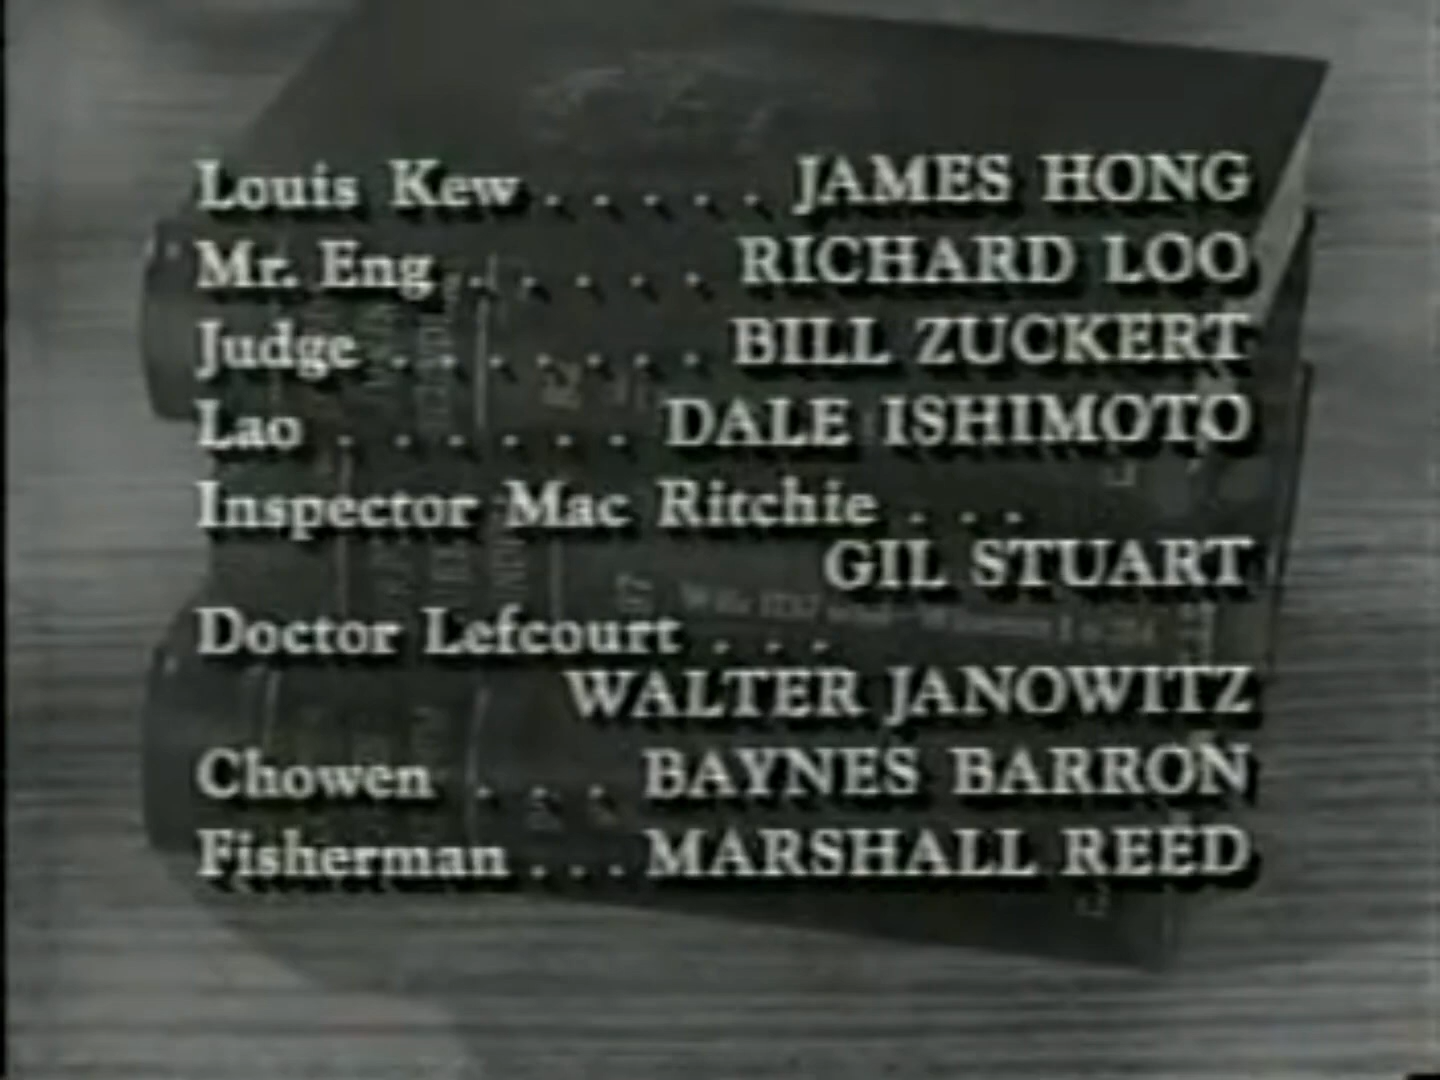 Louis Kew . . . . . JAMES HONG
Mr. Eng . . . . . RICHARD LOO
Judge . . . . . . . BILL ZUCKERT
Lao . . . . . . DALE ISHIMOTO
Inspector Mac Ritchie . . .
GIL STUART
Doctor Lefcourt . . .
WALTER JANOWITZ
Chowen . . . BAYNES BARRON
Fisherman . . . MARSHALL REED